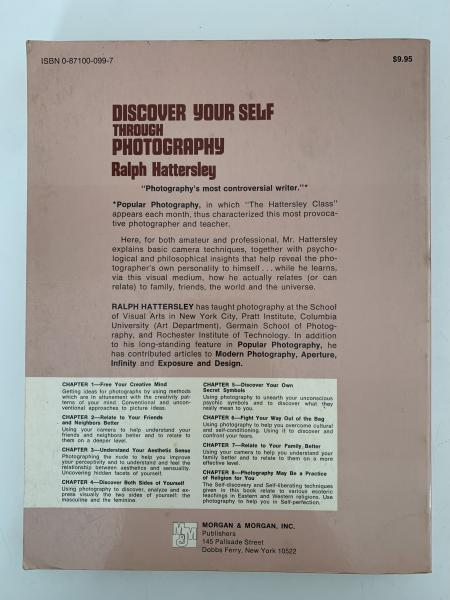 ISBN 0-87100-099-7
$9.95
DISCOVER YOUR SELF
THROUGH
PHOTOGRAPHY
Ralph Hattersley
"Photography's most controversial writer."*
*Popular Photography, in which "The Hattersley Class"
appears each month, thus characterized this most provoca-
tive photographer and teacher.
Here, for both amateur and professional, Mr. Hattersley
explains basic camera techniques, together with psycho-
logical and philosophical insights that help reveal the pho-
tographer's own personality to himself . . . while he learns,
via this visual medium, how he actually relates (or can
relate) to family, friends, the world and the universe.
RALPH HATTERSLEY has taught photography at the School
of Visual Arts in New York City, Pratt Institute, Columbia
University (Art Department), Germain School of Photog-
raphy, and Rochester Institute of Technology. In addition
to his long-standing feature in Popular Photography, he
has contributed articles to Modern Photography, Aperture,
Infinity and Exposure and Design.
CHAPTER 1—Free Your Creative Mind
Getting ideas for photographs by using methods
which are in attunement with the creativity pat-
terns of your mind. Conventional and uncon-
ventional approaches to picture ideas.
CHAPTER 2—Relate to Your Friends
and Neighbors Better
Using your camera to help understand your
friends and neighbors better and to relate to
them on a deeper level.
CHAPTER 3—Understand Your Aesthetic Sense
Photographing the nude to help you improve
your perceptivity and to understand and feel the
relationship between aesthetics and sensuality.
Uncovering hidden facets of yourself.
CHAPTER 4—Discover Both Sides of Yourself
Using photography to discover, analyze and ex-
press visually the two sides of yourself: the
masculine and the feminine.
CHAPTER 5—Discover Your Own
Secret Symbols
Using photography to unearth your unconscious
psychic symbols and to discover what they
really mean to you.
CHAPTER 6—Fight Your Way Out of the Bag
Using photography to help you overcome cultural
and self-conditioning. Using it to discover and
confront your fears.
CHAPTER 7—Relate to Your Family Better
Using your camera to help you understand your
family better and to relate to them on a more
effective level.
CHAPTER 8—Photography May Be a Practice
of Religion for You
The Self-discovery and Self-liberating techniques
given in this book relate to various esoteric
teachings in Eastern and Western religions. Use
photography to help you in Self-perfection.
M&M
MORGAN & MORGAN, INC.
Publishers
145 Palisade Street
Dobbs Ferry, New York 10522